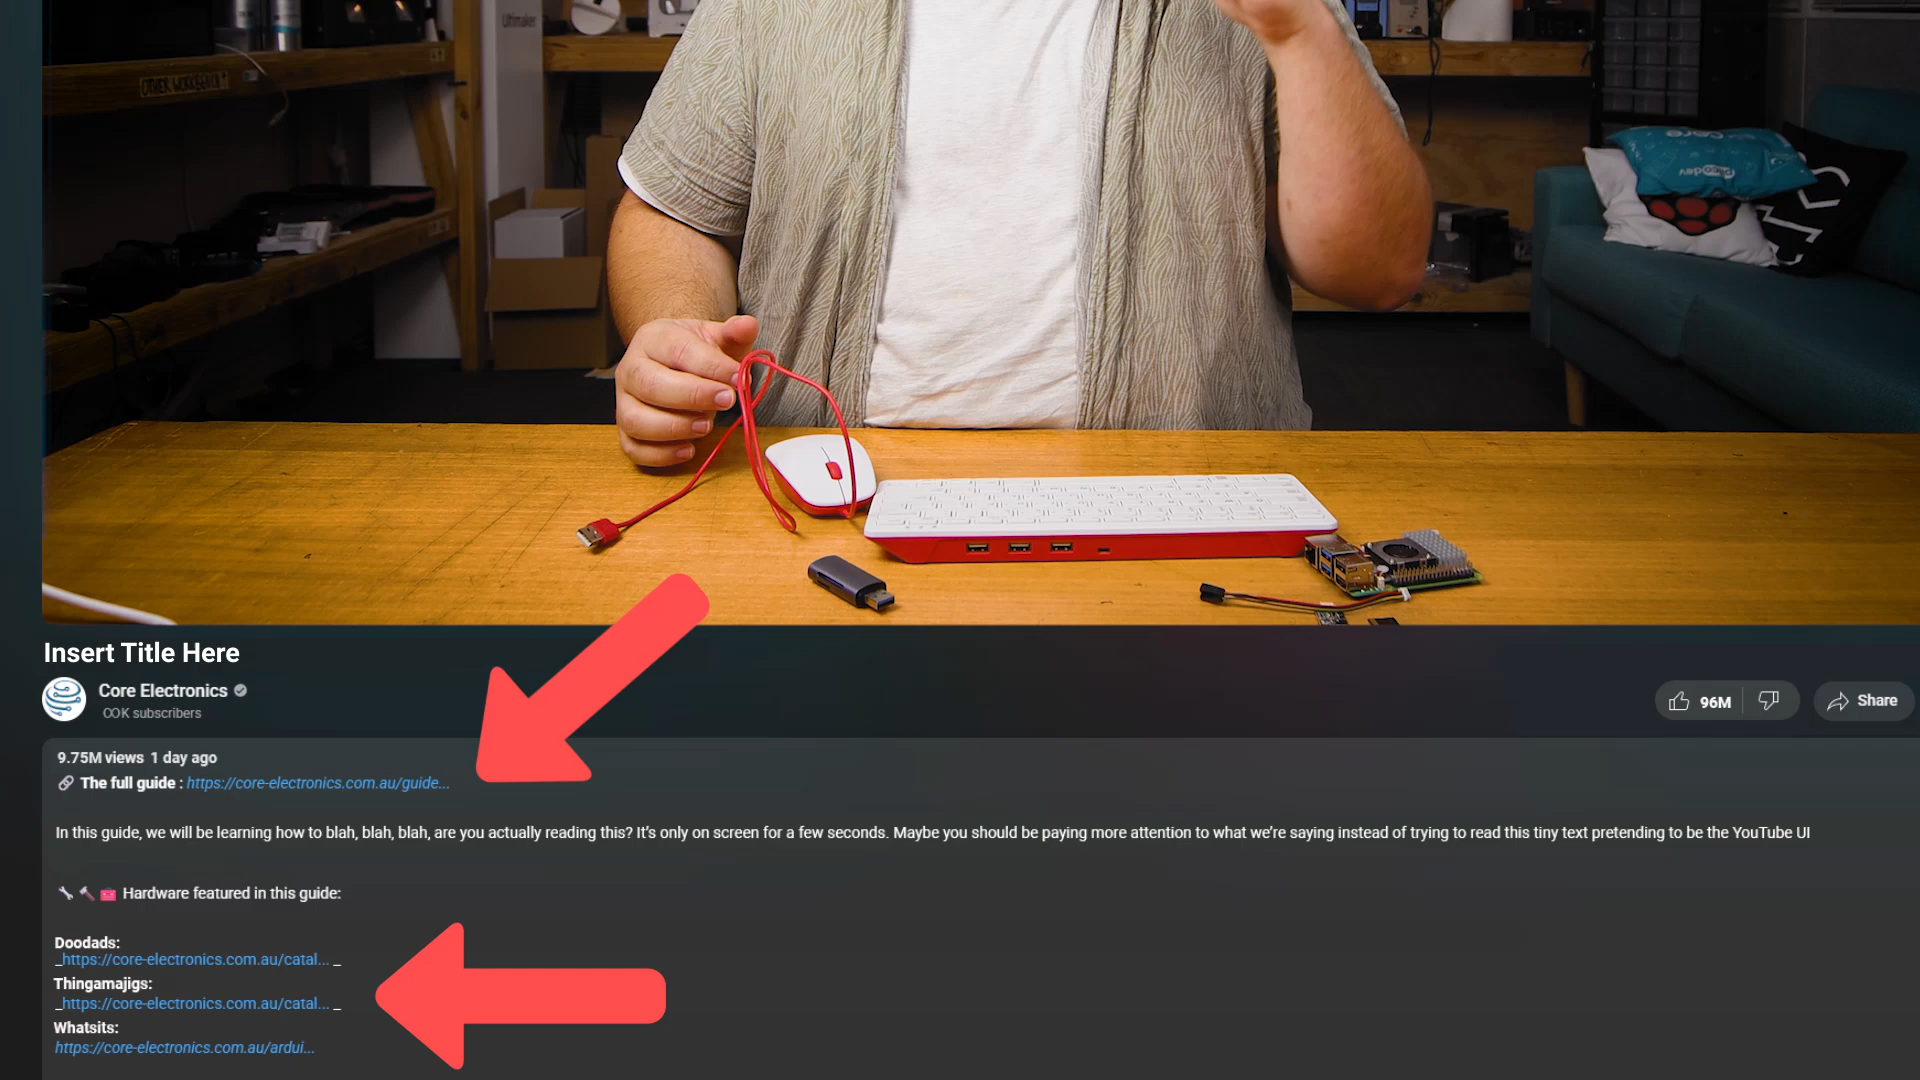 Ultimaker
OTHER WORKBENCH
core
piicodev
Insert Title Here
Core Electronics
OOK subscribers
96M
Share
9.75M views 1 day ago
The full guide : https://core-electronics.com.au/guide...
In this guide, we will be learning how to blah, blah, blah, are you actually reading this? It's only on screen for a few seconds. Maybe you should be paying more attention to what we're saying instead of trying to read this tiny text pretending to be the YouTube UI
Hardware featured in this guide:
Doodads:
_https://core-electronics.com.au/catal... _
Thingamajigs:
_https://core-electronics.com.au/catal... _
Whatsits:
https://core-electronics.com.au/ardui...